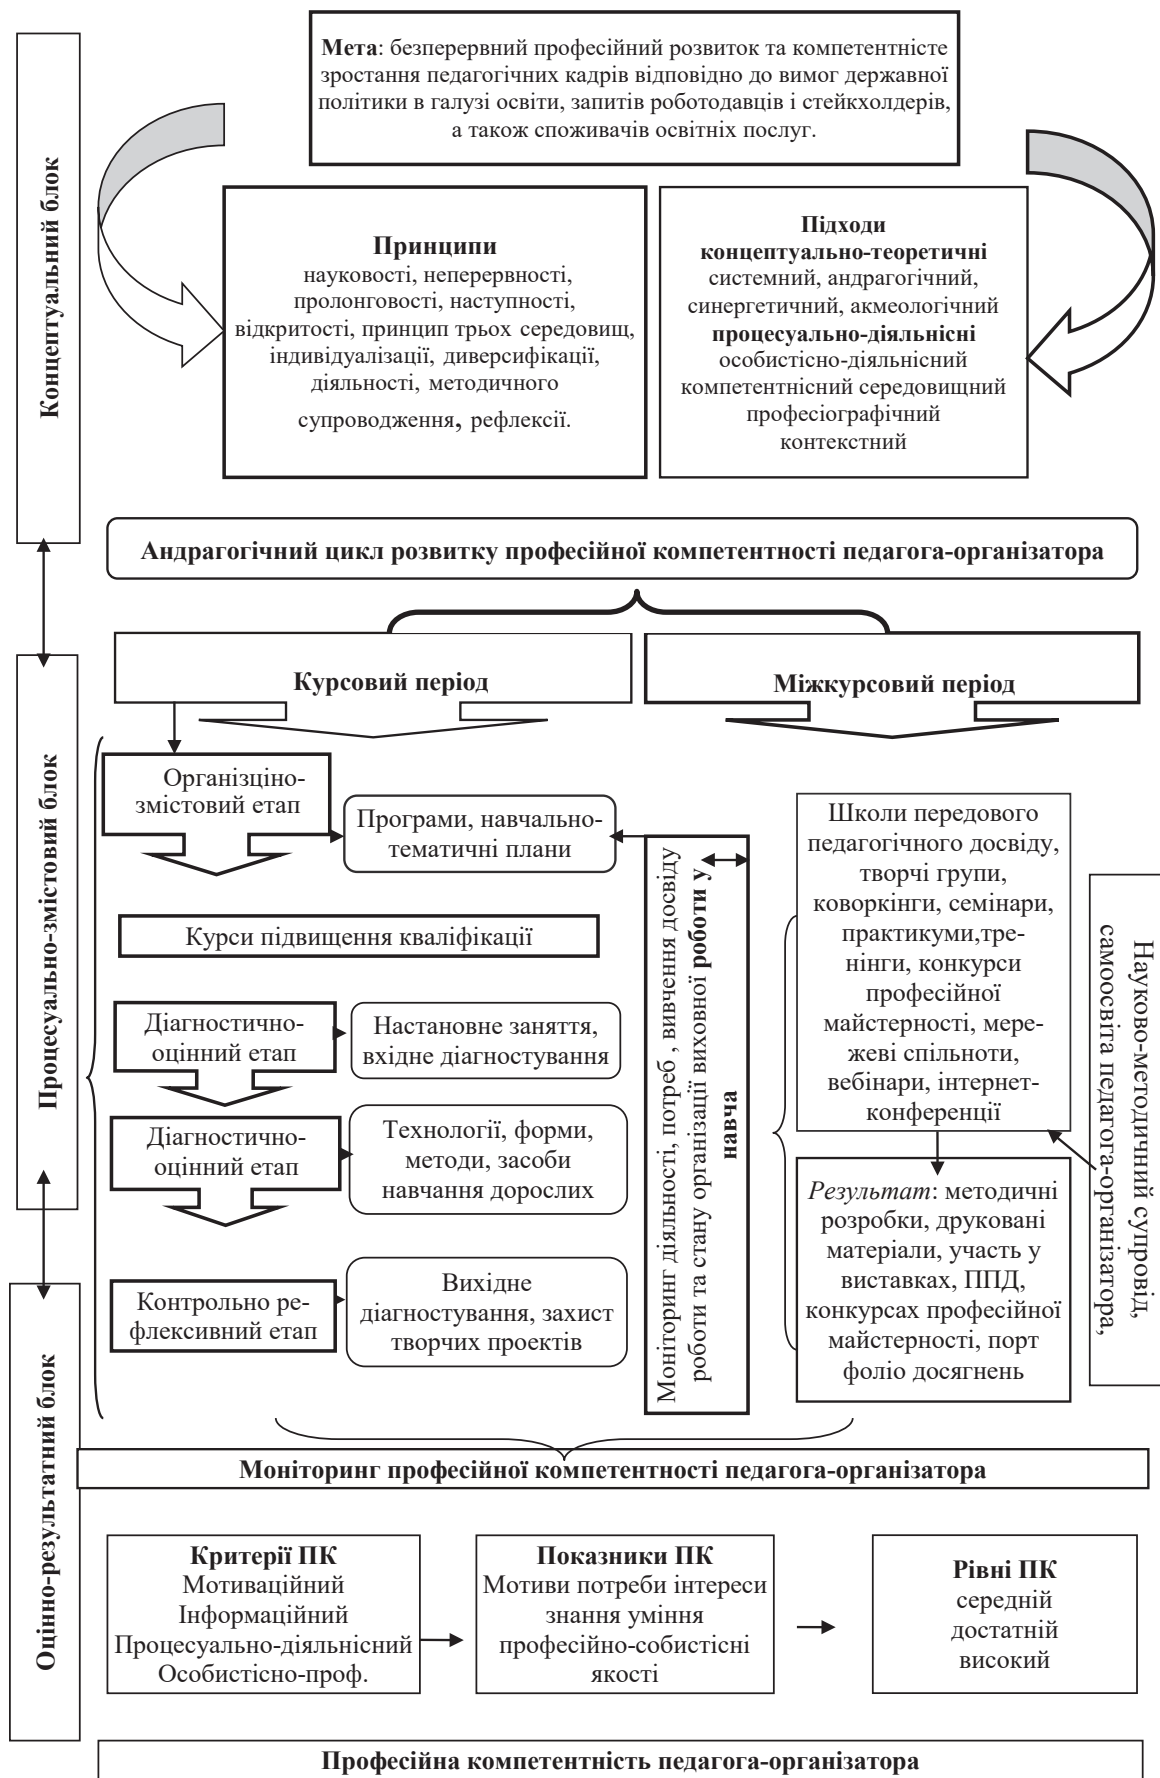 Концептуальний блок
Мета: безперервний професійний розвиток та компетентністе
зростання педагогічних кадрів відповідно до вимог державної
політики в галузі освіти, запитів роботодавців і стейкхолдерів,
а також споживачів освітніх послуг.
Принципи
науковості, неперервності,
пролонговості, наступності,
відкритості, принцип трьох середовищ,
індивідуалізації, диверсифікації,
діяльності, методичного
супроводження, рефлексії.
Підходи
концептуально-теоретичні
системний, андрагогічний,
синергетичний, акмеологічний
процесуально-діяльнісні
особистісно-діяльнісний
компетентнісний середовищний
професіографічний
контекстний
Андрагогічний цикл розвитку професійної компетентності педагога-організатора
Процесуально-змістовий блок
Курсовий період
Міжкурсовий період
Організціно-
змістовий етап
Програми, навчально-
тематичні плани
Курси підвищення кваліфікації
Діагностично-
оцінний етап
Настановне заняття,
вхідне діагностування
Діагностично-
оцінний етап
Технології, форми,
методи, засоби
навчання дорослих
Контрольно ре-
флексивний етап
Вихідне
діагностування, захист
творчих проектів
Моніторинг діяльності, потреб , вивчення досвіду
роботи та стану організації виховної роботи у
навча
Школи передового
педагогічного досвіду,
творчі групи,
коворкінги, семінари,
практикуми,тре-
нінги, конкурси
професійної
майстерності, мере-
жеві спільноти,
вебінари, інтернет-
конференції
Результат: методичні
розробки, друковані
матеріали, участь у
виставках, ППД,
конкурсах професійної
майстерності, порт
фоліо досягнень
Науково-методичний супровід,
самоосвіта педагога-організатора,
Оцінно-результатний блок
Моніторинг професійної компетентності педагога-організатора
Критерії ПК
Мотиваційний
Інформаційний
Процесуально-діяльнісний
Особистісно-проф.
Показники ПК
Мотиви потреби інтереси
знання уміння
професійно-собистісні
якості
Рівні ПК
середній
достатній
високий
Професійна компетентність педагога-організатора